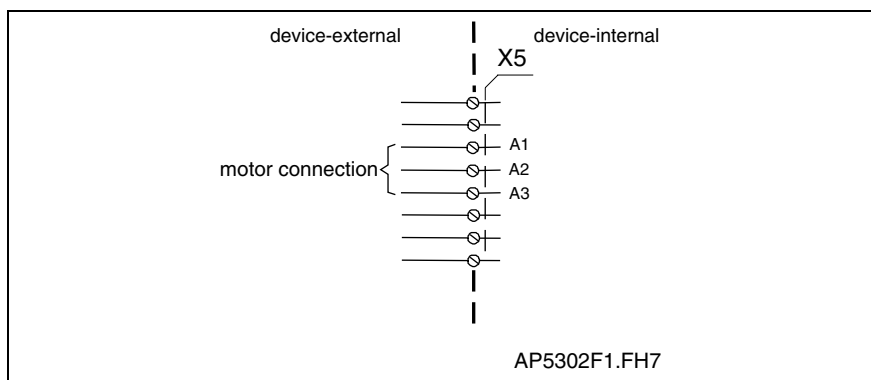 device-external device-internal
X5
A1
motor connection A2
A3
AP5302F1.FH7